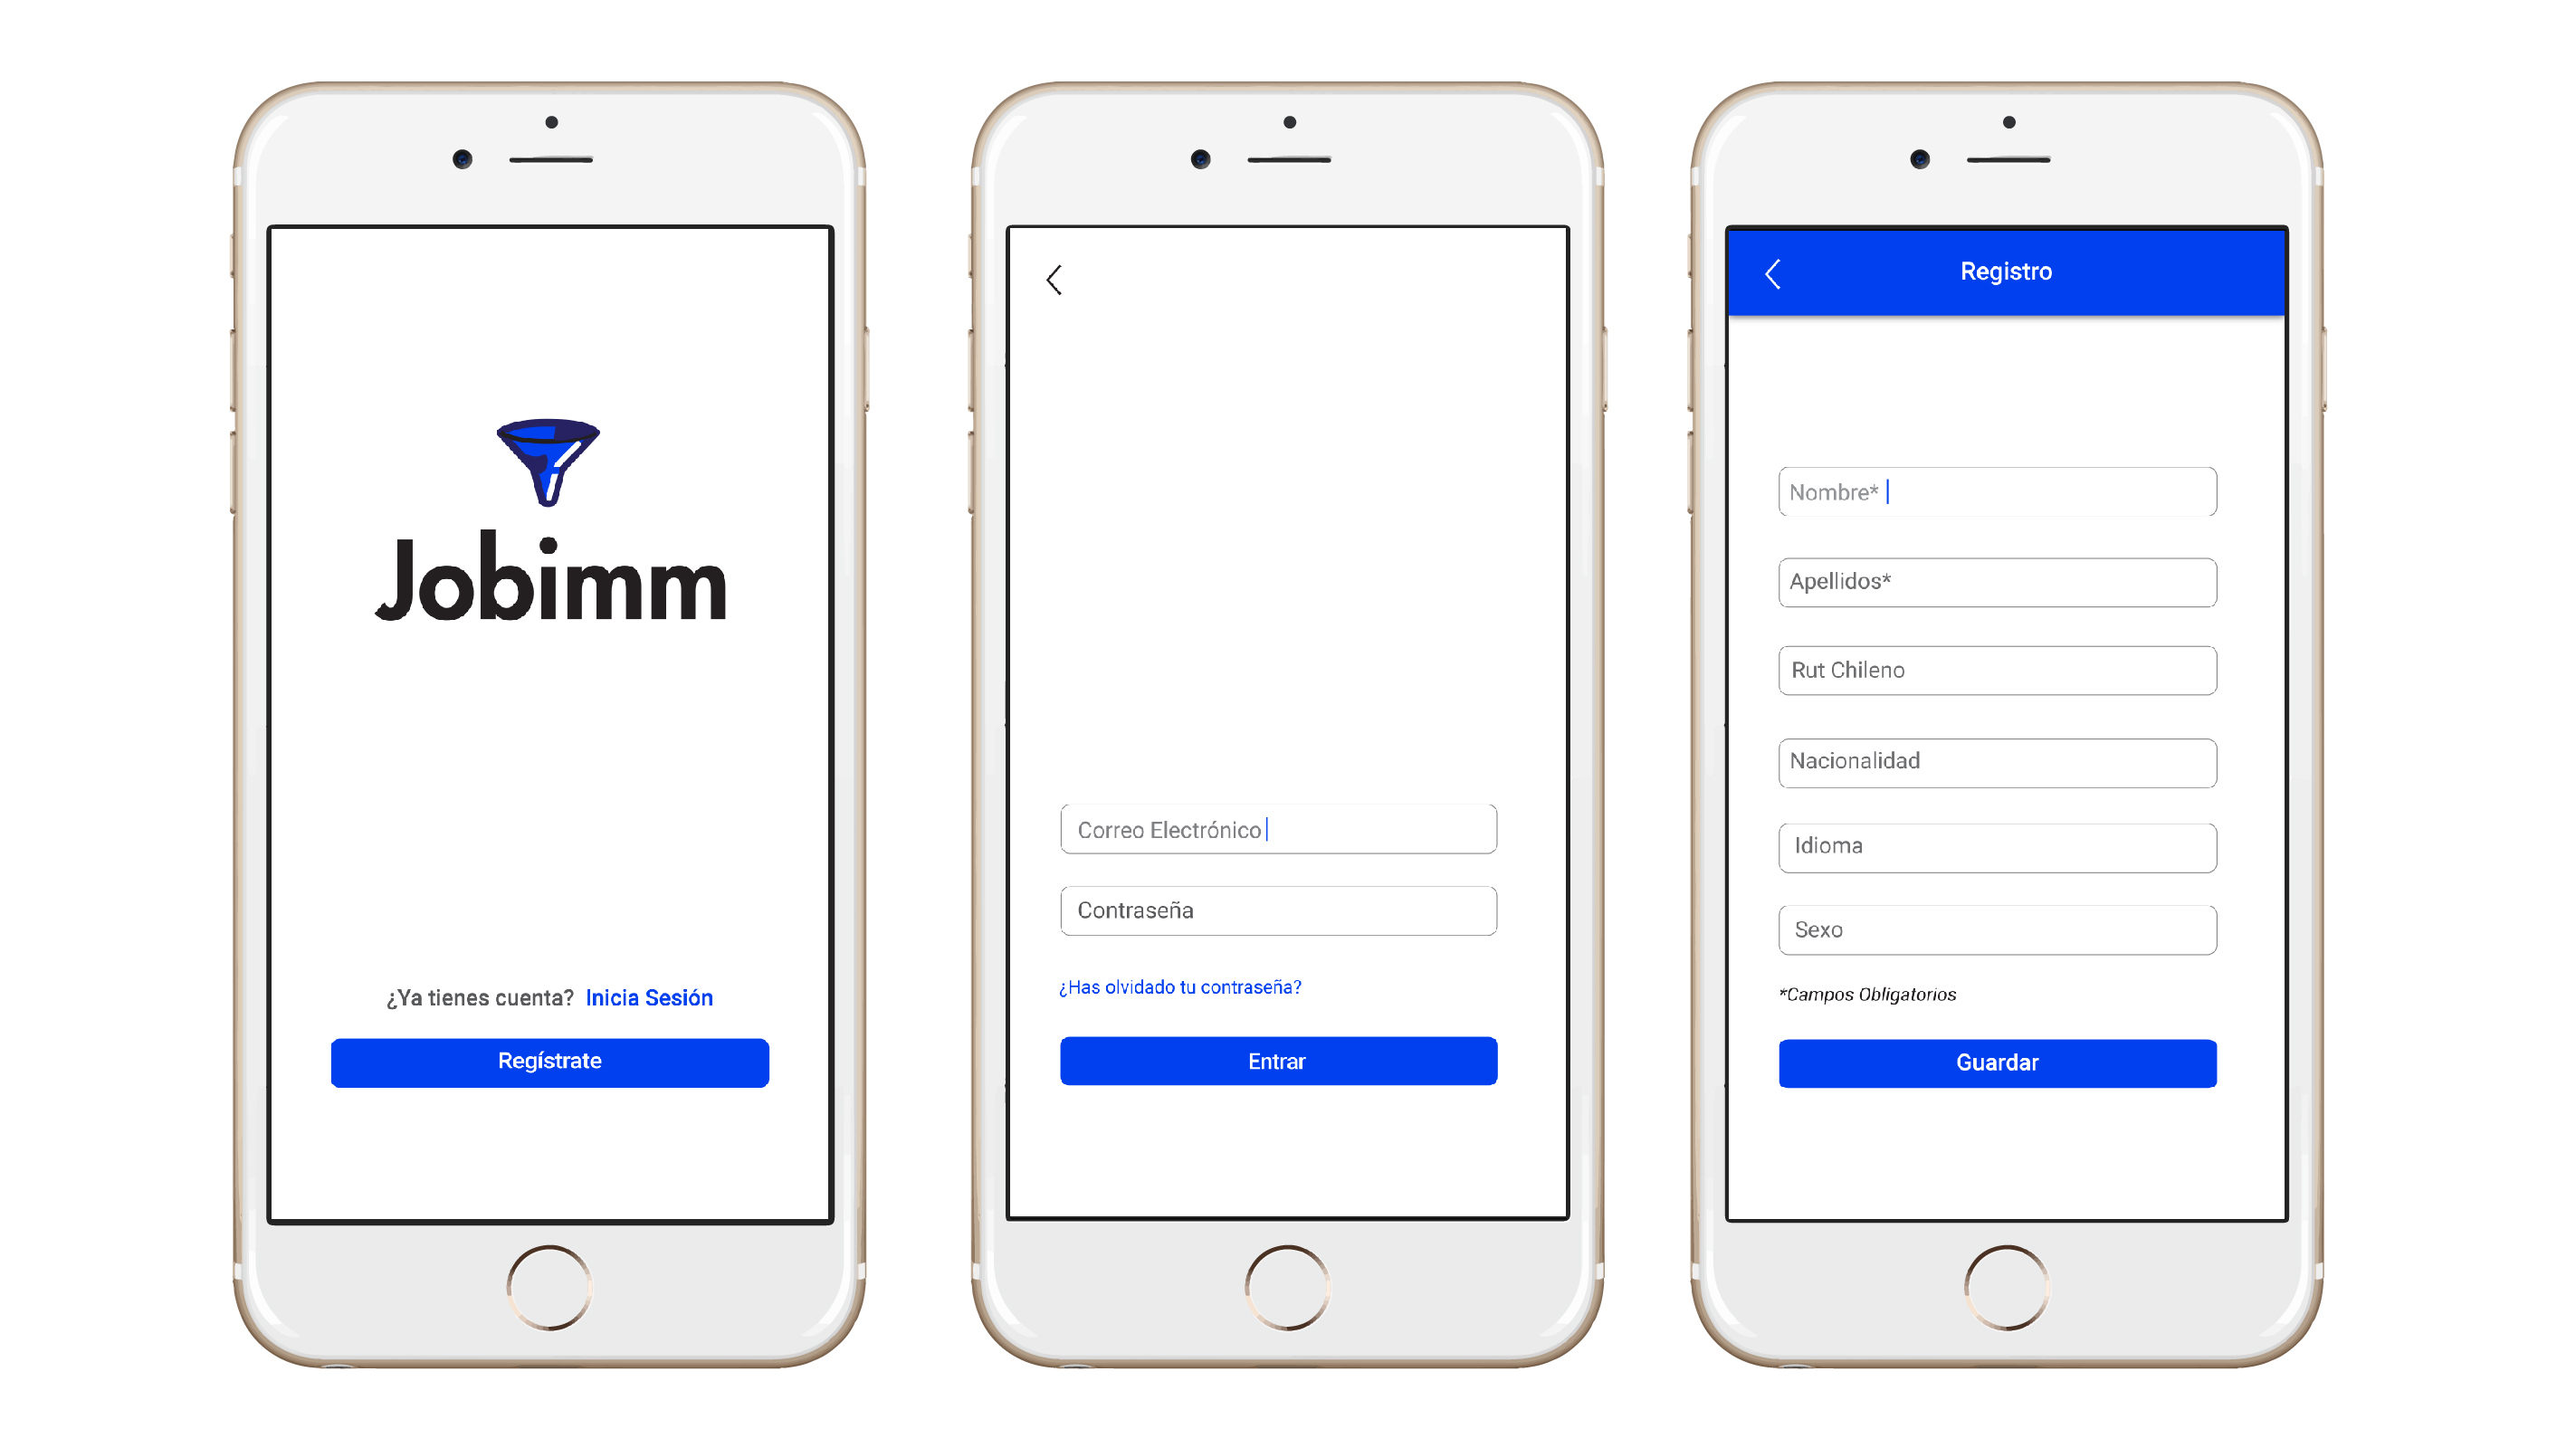 Jobimm
¿Ya tienes cuenta? Inicia Sesión
Regístrate
Correo Electrónico
Contraseña
¿Has olvidado tu contraseña?
Entrar
Registro
Nombre*
Apellidos*
Rut Chileno
Nacionalidad
Idioma
Sexo
*Campos Obligatorios
Guardar